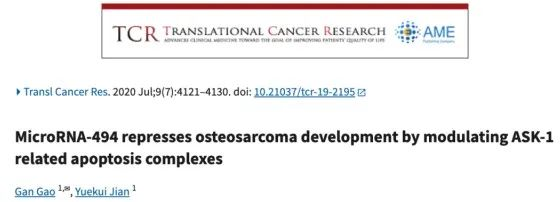 TCR TRANSLATIONAL CANCER RESEARCH
ADVANCES CLINICAL MEDICINE TOWARD THE GOAL OF IMPROVING PATIENTS' QUALITY OF LIFE
AME
Publishing Company
Transl Cancer Res. 2020 Jul;9(7):4121–4130. doi: 10.21037/tcr-19-2195
MicroRNA-494 represses osteosarcoma development by modulating ASK-1
related apoptosis complexes
Gan Gao 1,✉, Yuekui Jian 1